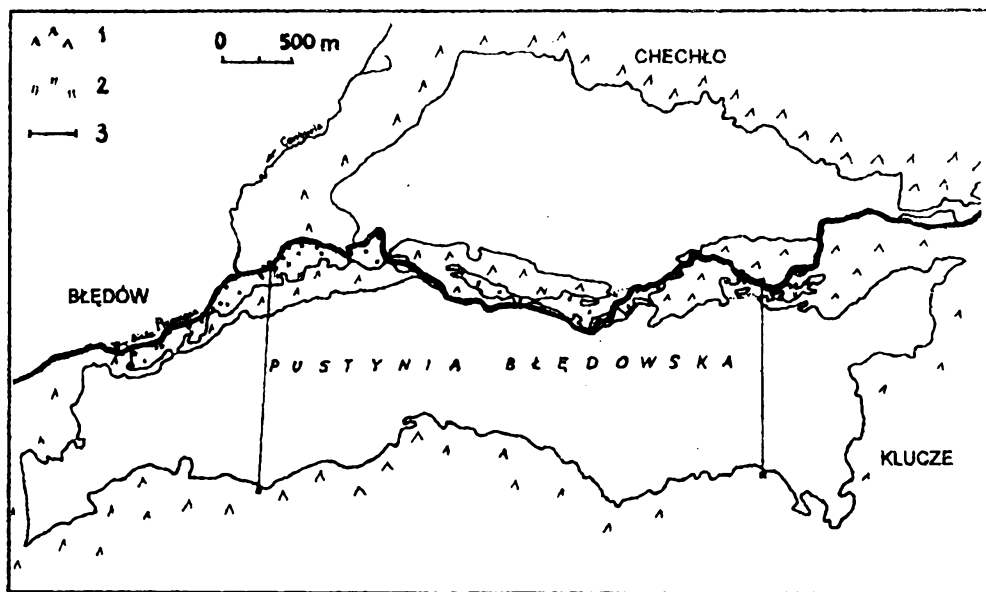 1
2
3
0 500 m
CHECHŁO
BŁĘDÓW
PUSTYNIA BŁĘDOWSKA
KLUCZE